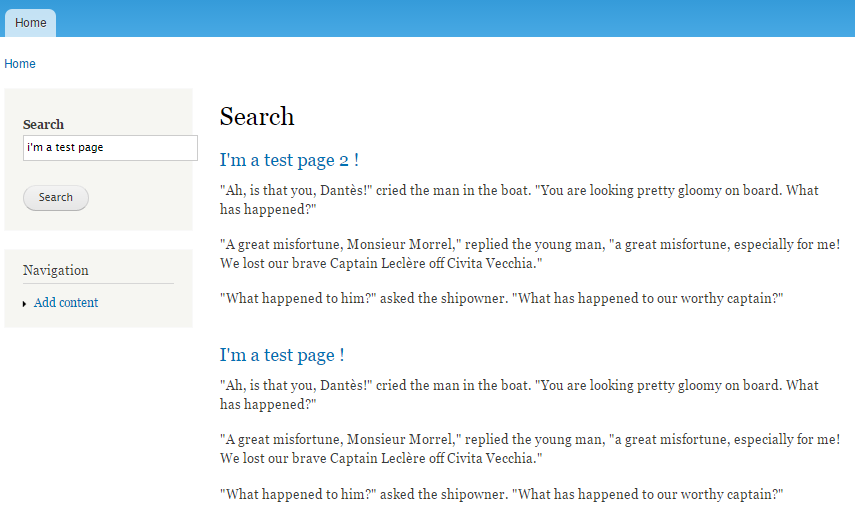 Home
Home
Search
i'm a test page
Search
Navigation
Add content
Search
I'm a test page 2 !
"Ah, is that you, Dantès!" cried the man in the boat. "You are looking pretty gloomy on board. What
has happened?"
"A great misfortune, Monsieur Morrel," replied the young man, "a great misfortune, especially for me!
We lost our brave Captain Leclère off Civita Vecchia."
"What happened to him?" asked the shipowner. "What has happened to our worthy captain?"
I'm a test page !
"Ah, is that you, Dantès!" cried the man in the boat. "You are looking pretty gloomy on board. What
has happened?"
"A great misfortune, Monsieur Morrel," replied the young man, "a great misfortune, especially for me!
We lost our brave Captain Leclère off Civita Vecchia."
"What happened to him?" asked the shipowner. "What has happened to our worthy captain?"